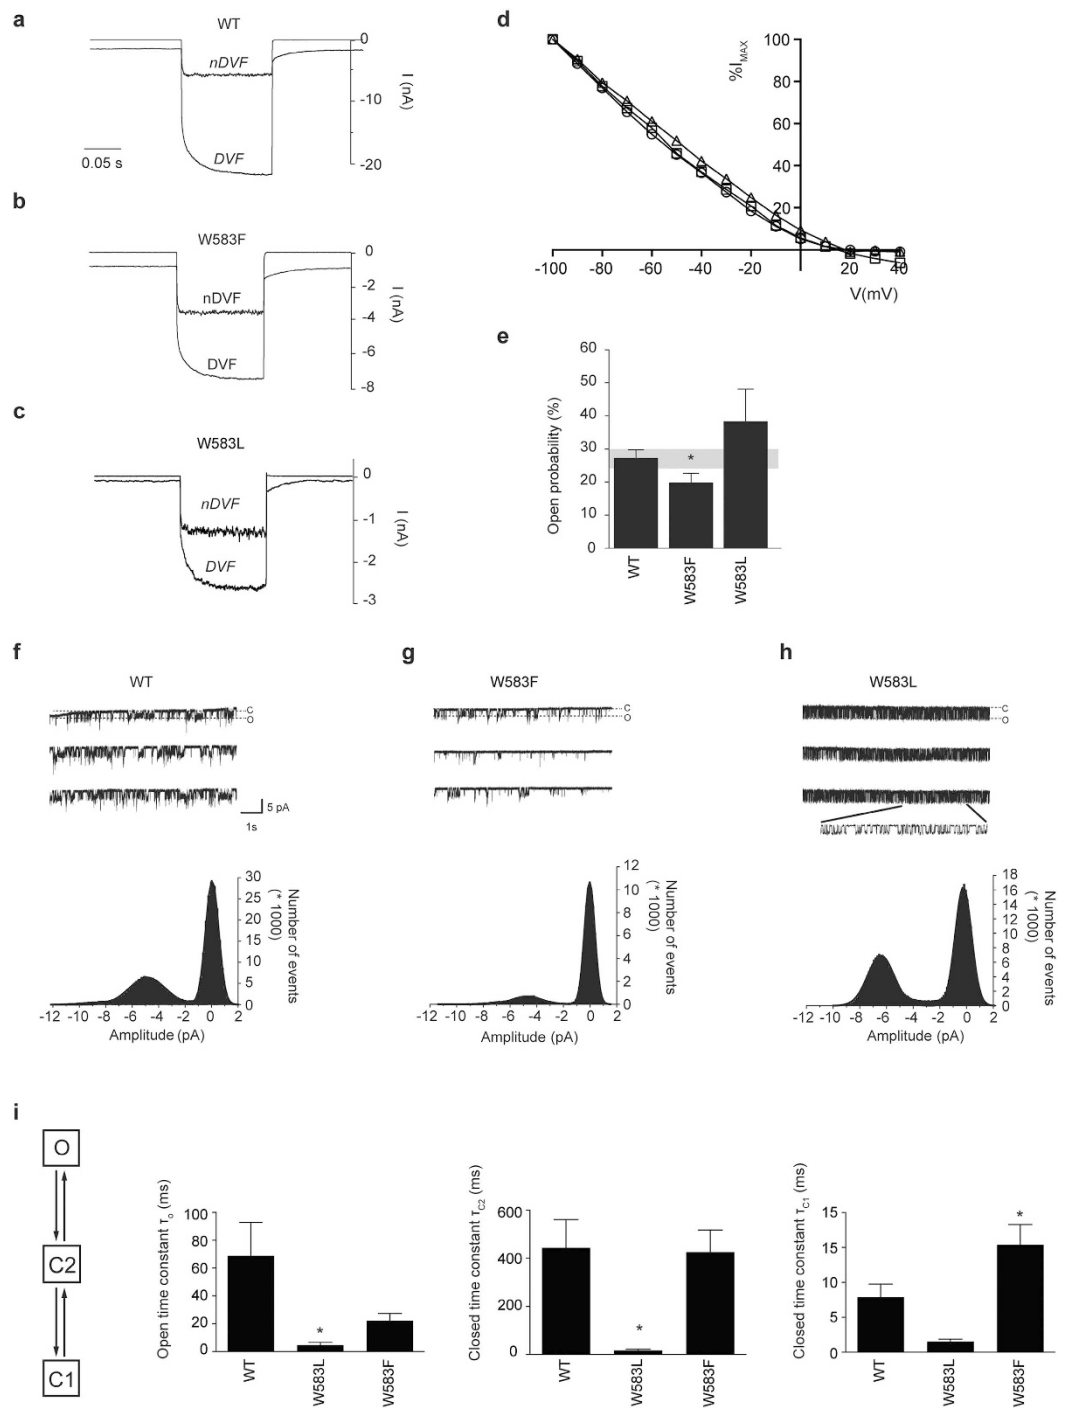 a
WT
nDVF
DVF
0.05 s
0
-10
-20
I (nA)
b
W583F
nDVF
DVF
0
-2
-4
-6
-8
I (nA)
c
W583L
nDVF
DVF
0
-1
-2
-3
I (nA)
d
%IMAX
100
80
60
40
20
-100 -80 -60 -40 -20 20 40
V(mV)
e
Open probability (%)
60
50
40
30
20
10
0
*
WT
W583F
W583L
f
WT
C
O
5 pA
1s
30
25
20
15
10
5
0
Number of events
(* 1000)
-12 -10 -8 -6 -4 -2 0 2
Amplitude (pA)
g
W583F
C
O
12
10
8
6
4
2
0
Number of events
(* 1000)
-12 -10 -8 -6 -4 -2 0 2
Amplitude (pA)
h
W583L
C
O
18
16
14
12
10
8
6
4
2
0
Number of events
(* 1000)
-12 -10 -8 -6 -4 -2 0 2
Amplitude (pA)
i
O
C2
C1
Open time constant τo (ms)
100
80
60
40
20
0
*
WT
W583L
W583F
Closed time constant τC2 (ms)
600
400
200
0
*
WT
W583L
W583F
Closed time constant τC1 (ms)
15
15
10
5
0
*
WT
W583L
W583F